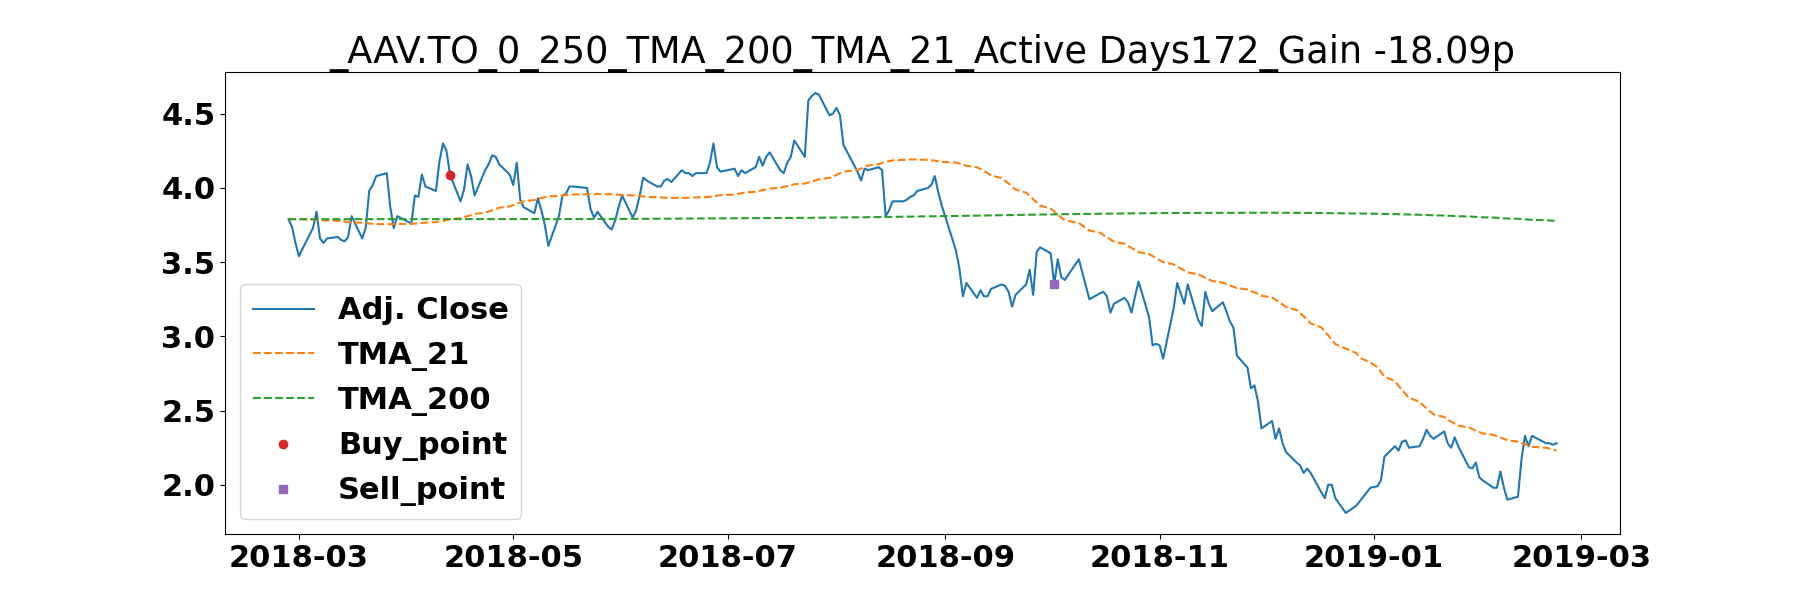 _AAV.TO_0_250_TMA_200_TMA_21_Active Days172_Gain -18.09p
4.5
4.0
3.5
3.0
2.5
2.0
Adj. Close
TMA_21
TMA_200
Buy_point
Sell_point
2018-03 2018-05 2018-07 2018-09 2018-11 2019-01 2019-03